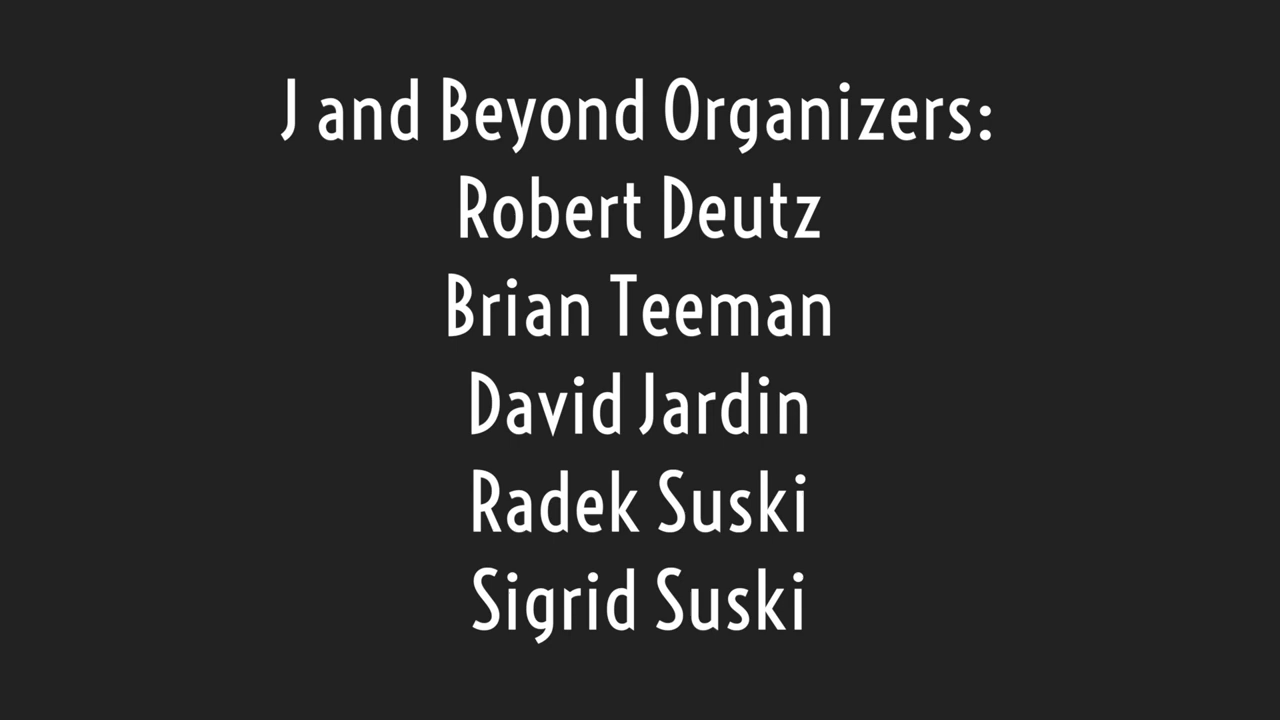 J and Beyond Organizers:
Robert Deutz
Brian Teeman
David Jardin
Radek Suski
Sigrid Suski